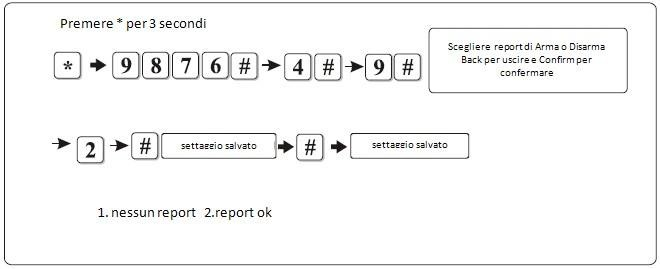 Premere * per 3 secondi
* 9 8 7 6 # 4 # 9 #
Scegliere report di Arma o Disarma
Back per uscire e Confirm per
confermare
2 # settaggio salvato # settaggio salvato
1. nessun report 2.report ok